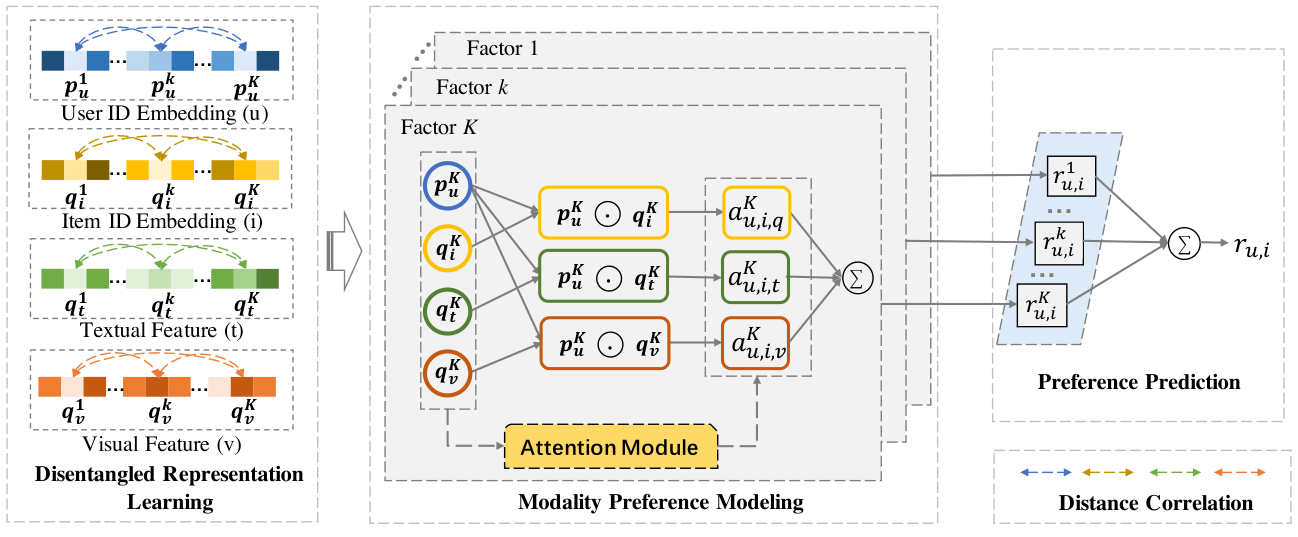 ... ...
p_u^1 p_u^k p_u^K
User ID Embedding (u)
... ...
q_i^1 q_i^k q_i^K
Item ID Embedding (i)
... ...
q_t^1 q_t^k q_t^K
Textual Feature (t)
... ...
q_v^1 q_v^k q_v^K
Visual Feature (v)
Disentangled Representation
Learning
Factor 1
Factor k
Factor K
p_u^K
q_i^K
q_t^K
q_v^K
p_u^K ⊙ q_i^K
p_u^K ⊙ q_t^K
p_u^K ⊙ q_v^K
a_{u,i,q}^K
a_{u,i,t}^K
a_{u,i,v}^K
∑
Attention Module
Modality Preference Modeling
r_{u,i}^1
...
r_{u,i}^k
...
r_{u,i}^K
∑
r_{u,i}
Preference Prediction
Distance Correlation